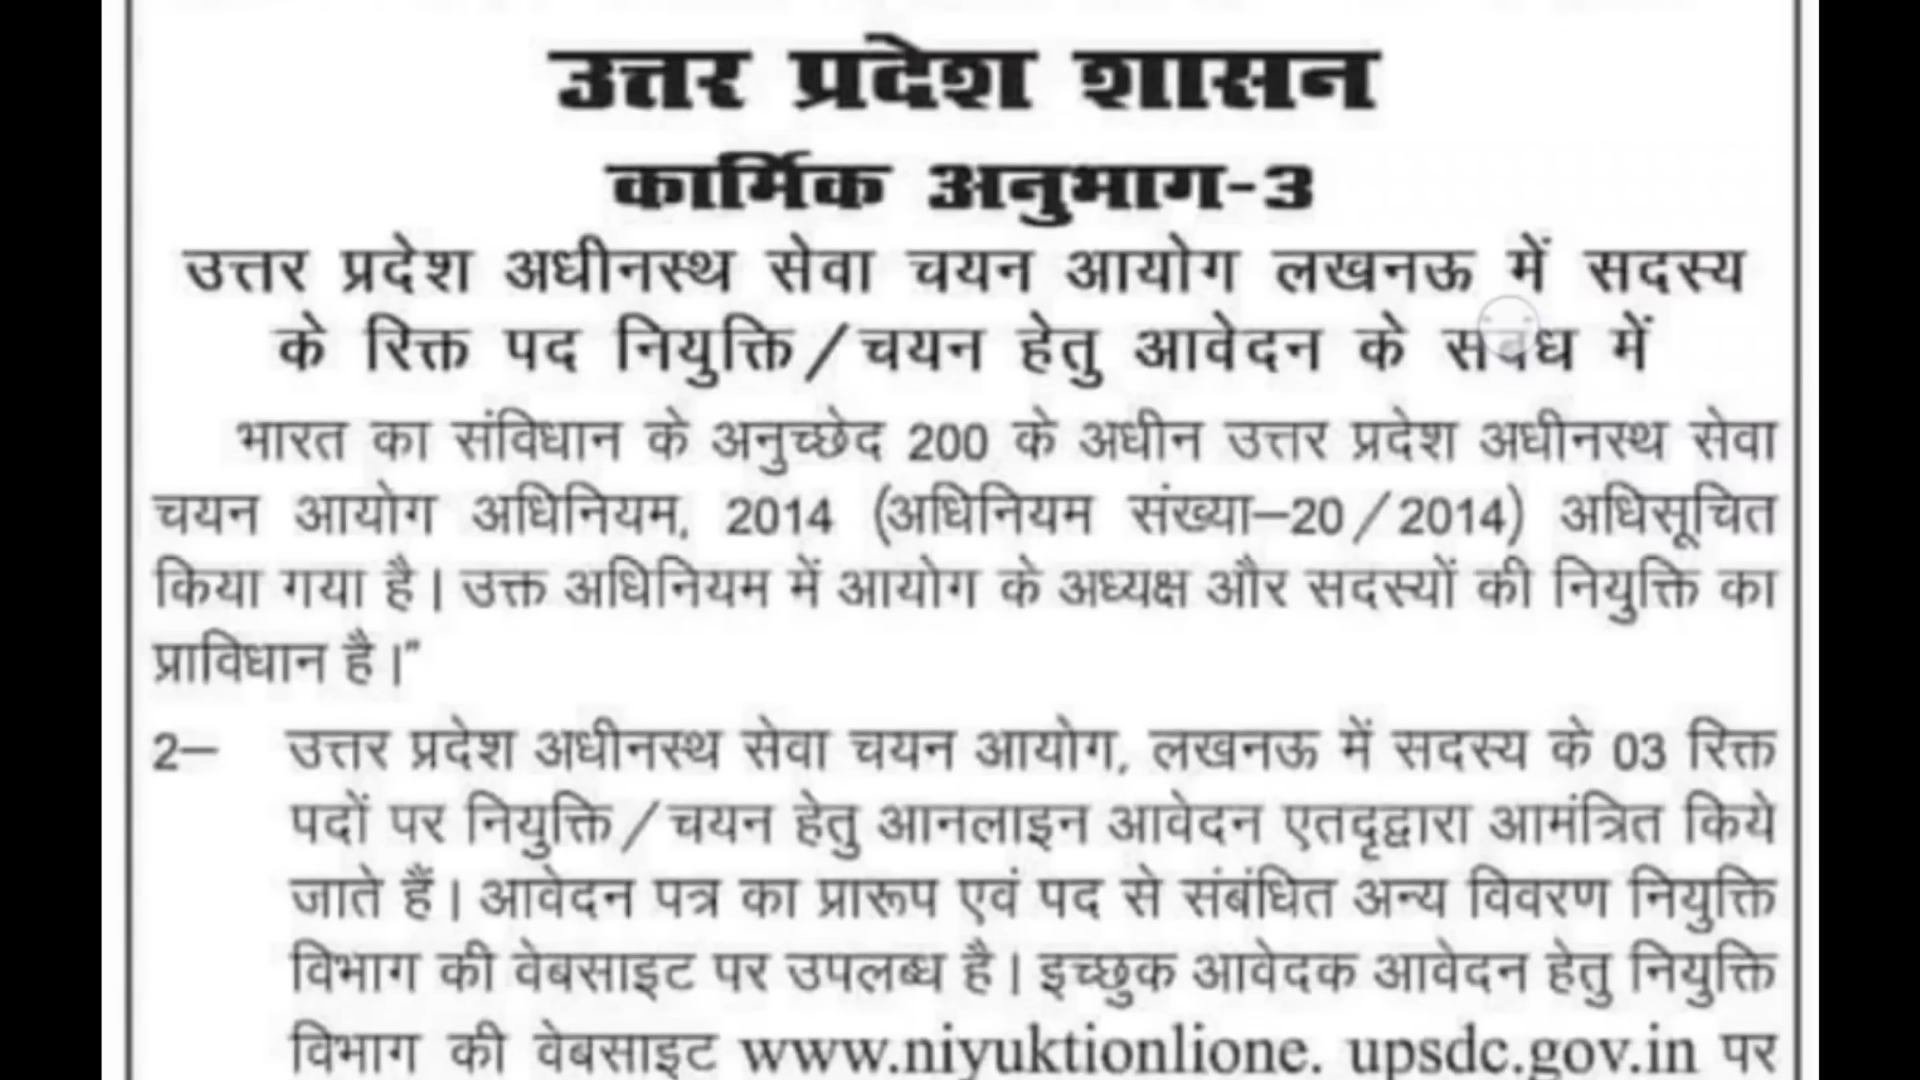 उत्तर प्रदेश शासन
कार्मिक अनुभाग-3
उत्तर प्रदेश अधीनस्थ सेवा चयन आयोग लखनऊ में सदस्य
के रिक्त पद नियुक्ति/चयन हेतु आवेदन के में
भारत का संविधान के अनुच्छेद 200 के अधीन उत्तर प्रदेश अधीनस्थ सेवा
चयन आयोग अधिनियम, 2014 (अधिनियम संख्या–20/2014) अधिसूचित
किया गया है। उक्त अधिनियम में आयोग के अध्यक्ष और सदस्यों की नियुक्ति का
प्राविधान है।"
2– उत्तर प्रदेश अधीनस्थ सेवा चयन आयोग, लखनऊ में सदस्य के 03 रिक्त
पदों पर नियुक्ति/चयन हेतु आनलाइन आवेदन एतदृद्वारा आमंत्रित किये
जाते हैं। आवेदन पत्र का प्रारूप एवं पद से संबंधित अन्य विवरण नियुक्ति
विभाग की वेबसाइट पर उपलब्ध है। इच्छुक आवेदक आवेदन हेतु नियुक्ति
विभाग की वेबसाइट www.niyuktionlione. upsdc.gov.in पर